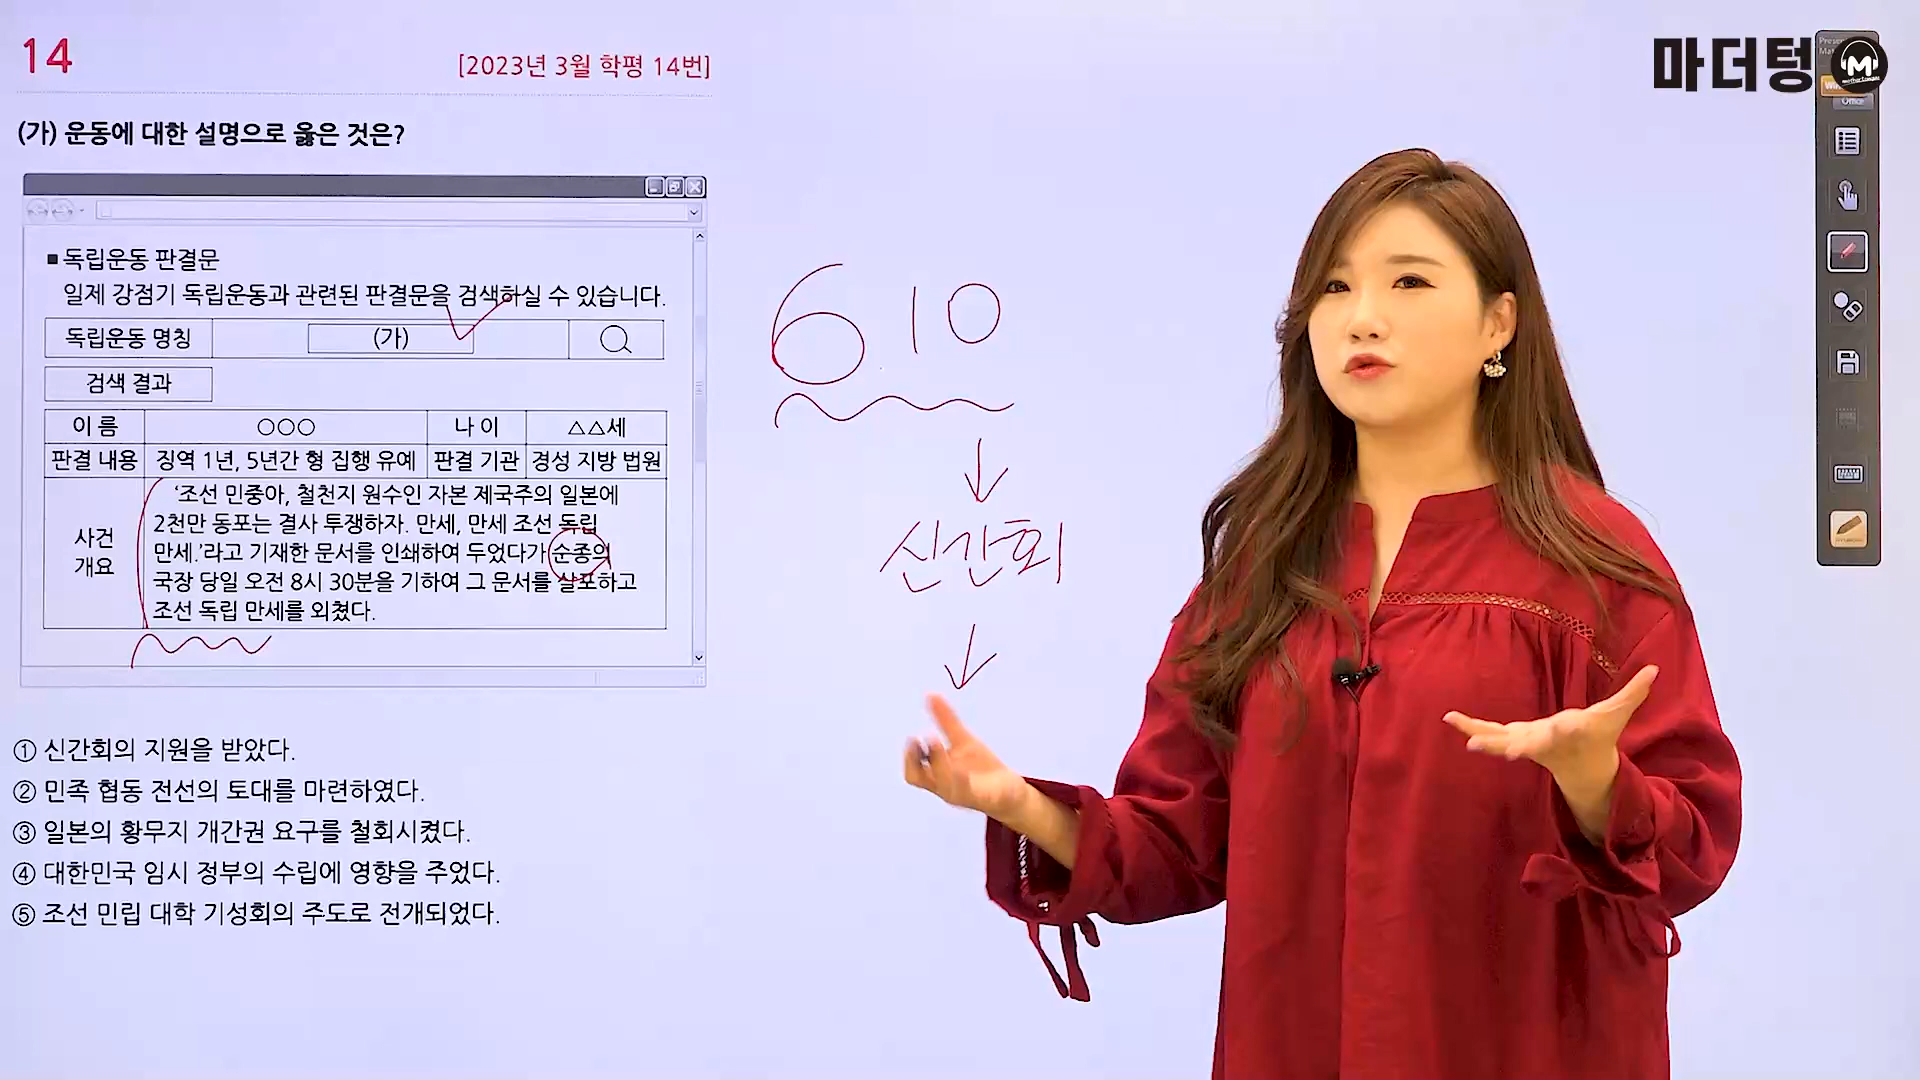 14
[2023년 3월 학평 14번]
(가) 운동에 대한 설명으로 옳은 것은?
■ 독립운동 판결문
일제 강점기 독립운동과 관련된 판결문을 검색하실 수 있습니다.
독립운동 명칭 (가)
검색 결과
이 름 ○○○ 나 이 △△세
판결 내용 징역 1년, 5년간 형 집행 유예 판결 기관 경성 지방 법원
사건 개요
'조선 민중아, 철천지 원수인 자본 제국주의 일본에
2천만 동포는 결사 투쟁하자. 만세, 만세 조선 독립
만세.'라고 기재한 문서를 인쇄하여 두었다가 순종의
국장 당일 오전 8시 30분을 기하여 그 문서를 살포하고
조선 독립 만세를 외쳤다.
① 신간회의 지원을 받았다.
② 민족 협동 전선의 토대를 마련하였다.
③ 일본의 황무지 개간권 요구를 철회시켰다.
④ 대한민국 임시 정부의 수립에 영향을 주었다.
⑤ 조선 민립 대학 기성회의 주도로 전개되었다.
6.10
신간회
마더텅
M
Office